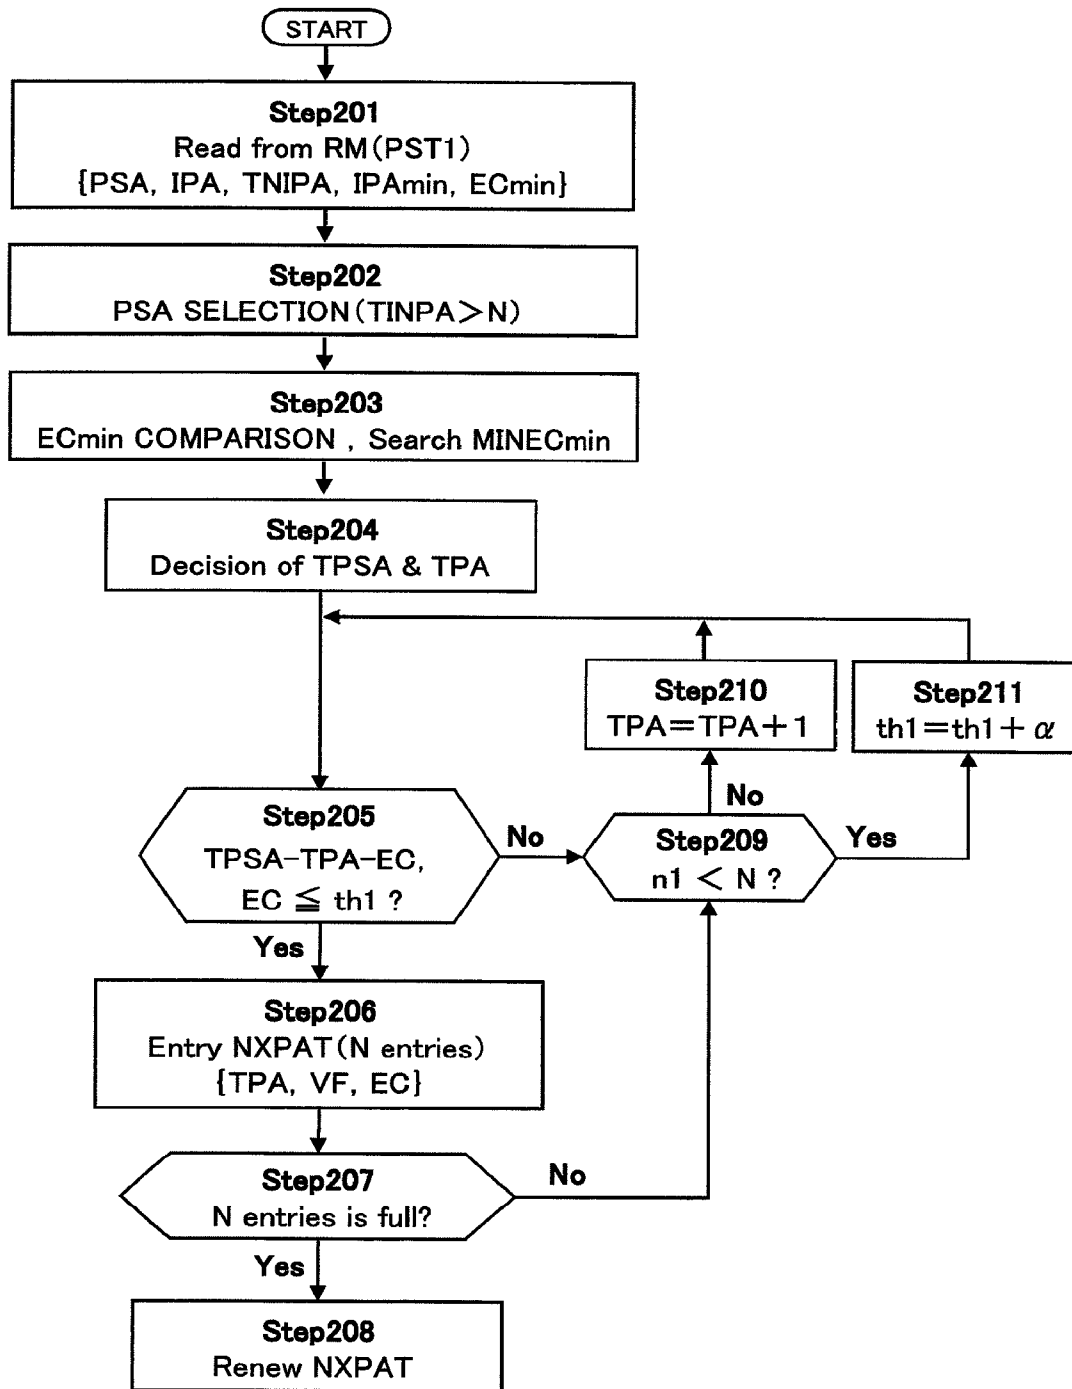 START
Step201
Read from RM(PST1)
{PSA, IPA, TNIPA, IPAmin, ECmin}
Step202
PSA SELECTION(TINPA>N)
Step203
ECmin COMPARISON , Search MINECmin
Step204
Decision of TPSA & TPA
Step210
TPA=TPA+1
Step211
th1=th1+α
Step205
TPSA-TPA-EC,
EC ≦ th1 ?
No
Step209
n1 < N ?
No
Yes
Yes
Step206
Entry NXPAT(N entries)
{TPA, VF, EC}
Step207
N entries is full?
No
Yes
Step208
Renew NXPAT